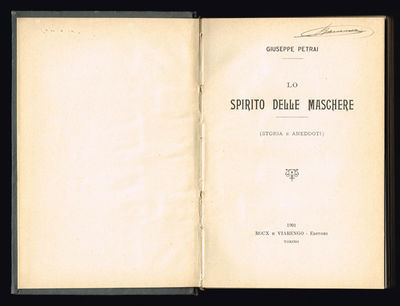 GIUSEPPE PETRAI
LO
SPIRITO DELLE MASCHERE
(STORIA E ANEDDOTI)
1901
ROUX E VIARENGO - EDITORI
TORINO